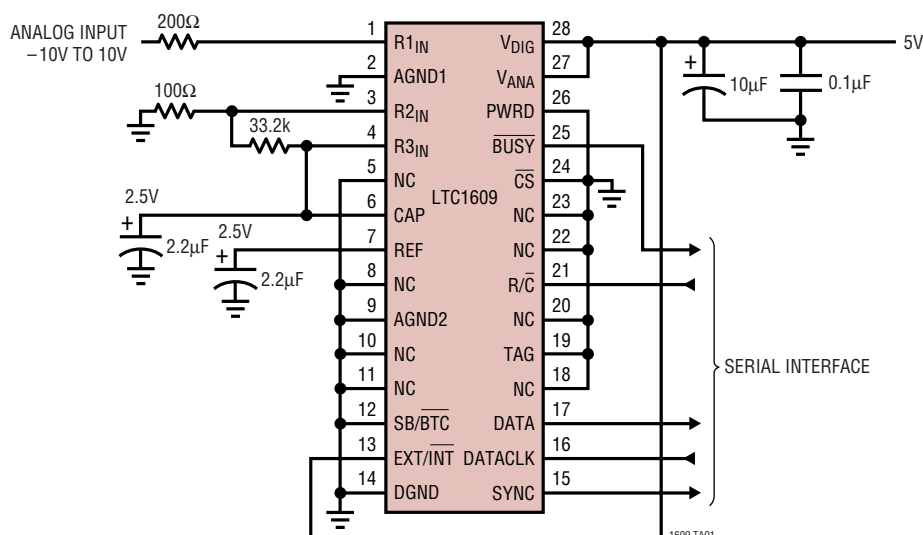 ANALOG INPUT
–10V TO 10V
200Ω
100Ω
33.2k
2.5V
2.2µF
2.5V
2.2µF
1 R1IN
2 AGND1
3 R2IN
4 R3IN
5 NC
6 CAP
7 REF
8 NC
9 AGND2
10 NC
11 NC
12 SB/BTC
13 EXT/INT
14 DGND
LTC1609
VDIG 28
VANA 27
PWRD 26
BUSY 25
CS 24
NC 23
NC 22
R/C 21
NC 20
TAG 19
NC 18
DATA 17
DATACLK 16
SYNC 15
5V
+ 10µF
0.1µF
SERIAL INTERFACE
1609 TA01